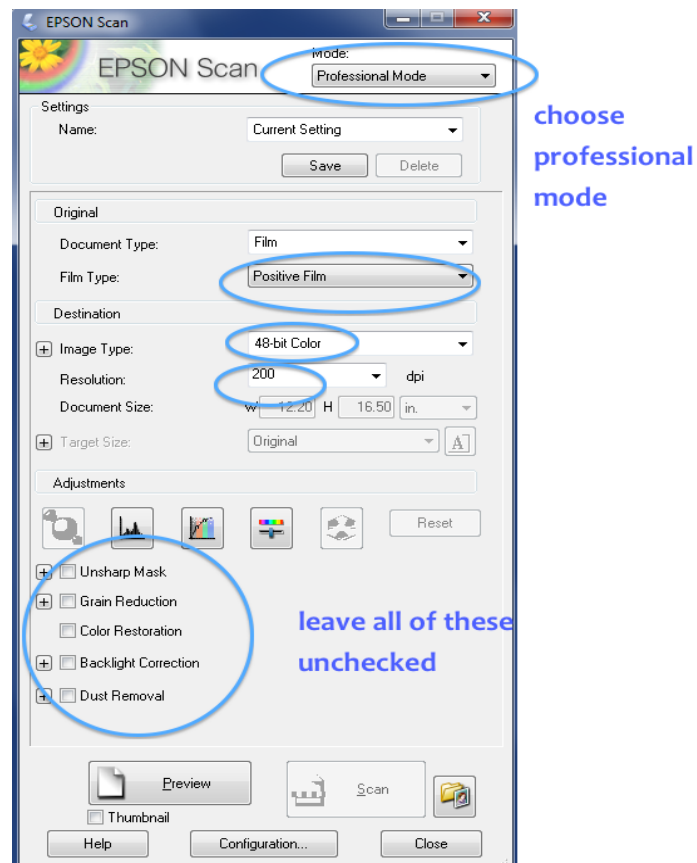 EPSON Scan
EPSON Scan
Mode:
Professional Mode
choose
professional
mode
Settings
Name:
Current Setting
Save
Delete
Original
Document Type:
Film
Film Type:
Positive Film
Destination
Image Type:
48-bit Color
Resolution:
200
dpi
Document Size:
W 12.20 H 16.50 in.
Target Size:
Original
A
Adjustments
Reset
Unsharp Mask
Grain Reduction
Color Restoration
Backlight Correction
Dust Removal
leave all of these
unchecked
Preview
Scan
Thumbnail
Help
Configuration...
Close